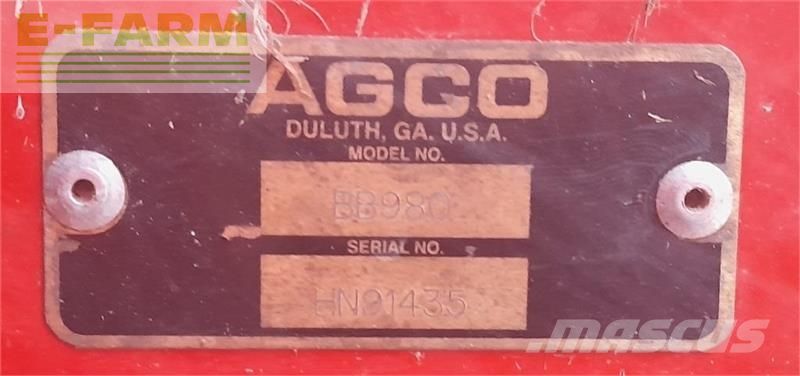 E-FARM
AGCO
DULUTH, GA. U.S.A.
MODEL NO.
BB980
SERIAL NO.
HN91435
MASCUS